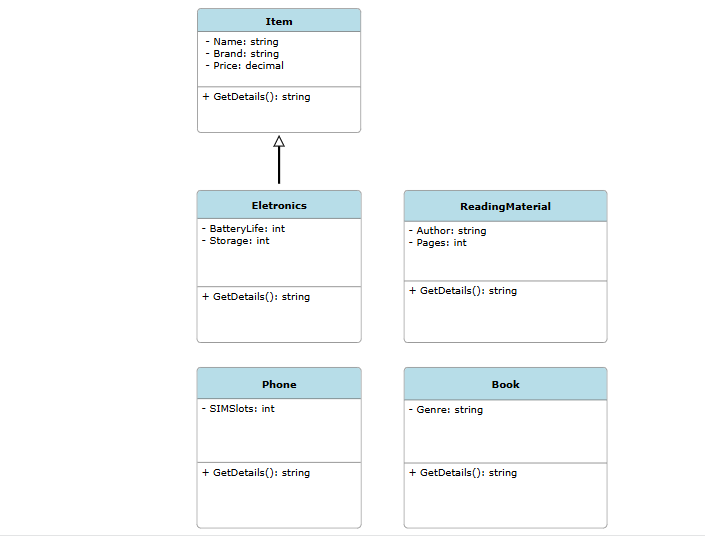 Item
- Name: string
- Brand: string
- Price: decimal
+ GetDetails(): string
Eletronics
- BatteryLife: int
- Storage: int
+ GetDetails(): string
ReadingMaterial
- Author: string
- Pages: int
+ GetDetails(): string
Phone
- SIMSlots: int
+ GetDetails(): string
Book
- Genre: string
+ GetDetails(): string